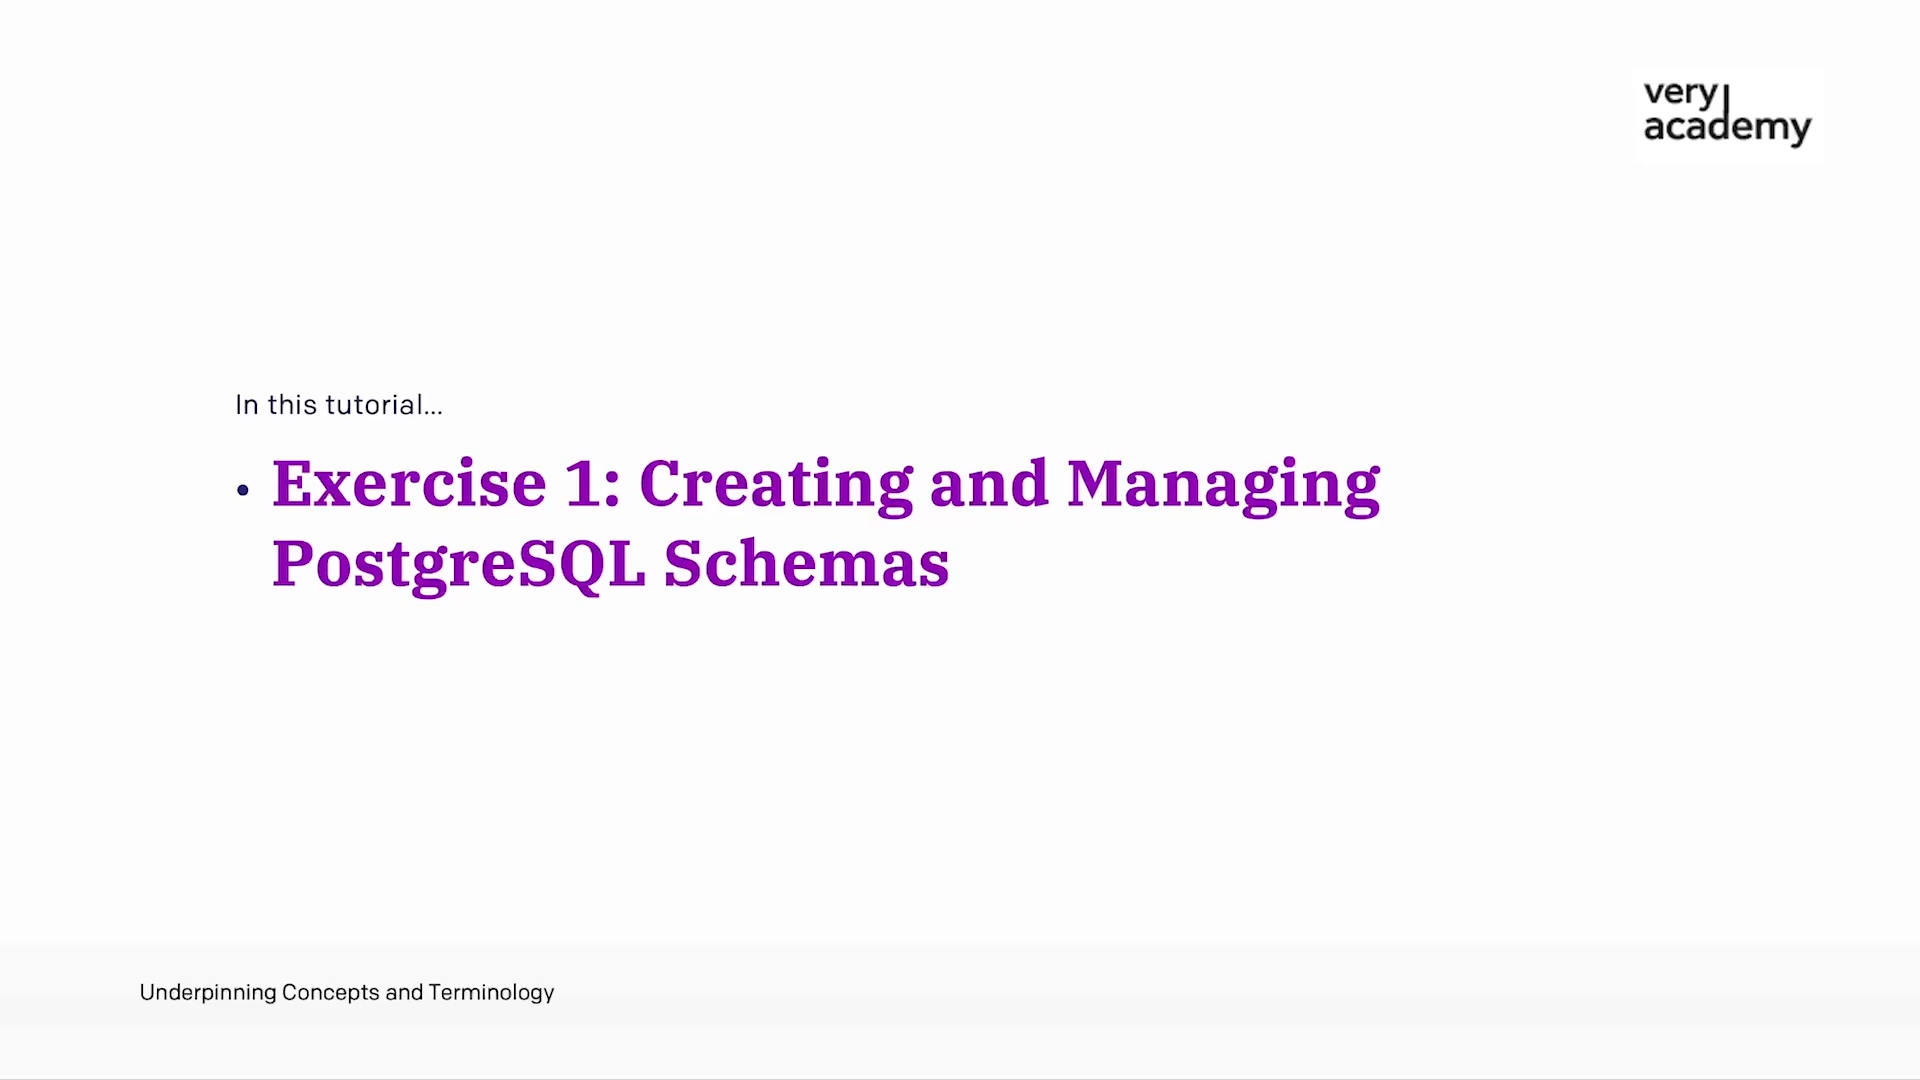 very
academy
In this tutorial...
• Exercise 1: Creating and Managing
PostgreSQL Schemas
Underpinning Concepts and Terminology